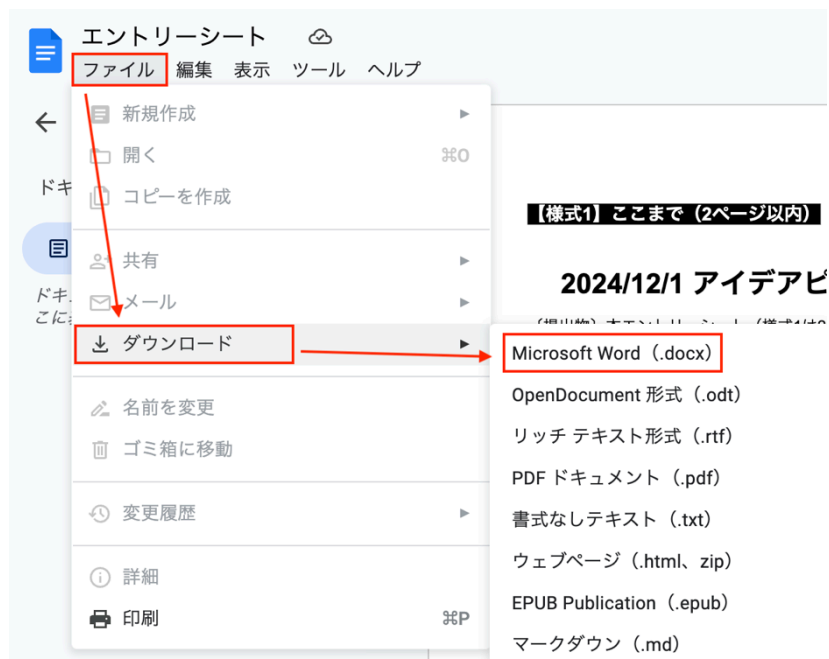 エントリーシート
ファイル 編集 表示 ツール ヘルプ
新規作成
開く ⌘O
コピーを作成
共有
メール
ダウンロード
名前を変更
ゴミ箱に移動
変更履歴
詳細
印刷 ⌘P
ドキ
ドキ
こに
【様式1】ここまで（2ページ以内）
2024/12/1 アイデアピ
Microsoft Word（.docx）
OpenDocument 形式（.odt）
リッチ テキスト形式（.rtf）
PDF ドキュメント（.pdf）
書式なしテキスト（.txt）
ウェブページ（.html、zip）
EPUB Publication（.epub）
マークダウン（.md）